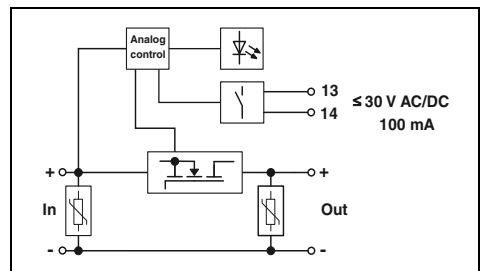 Analog
control
13
14
≤ 30 V AC/DC
100 mA
+ +
In Out
- -